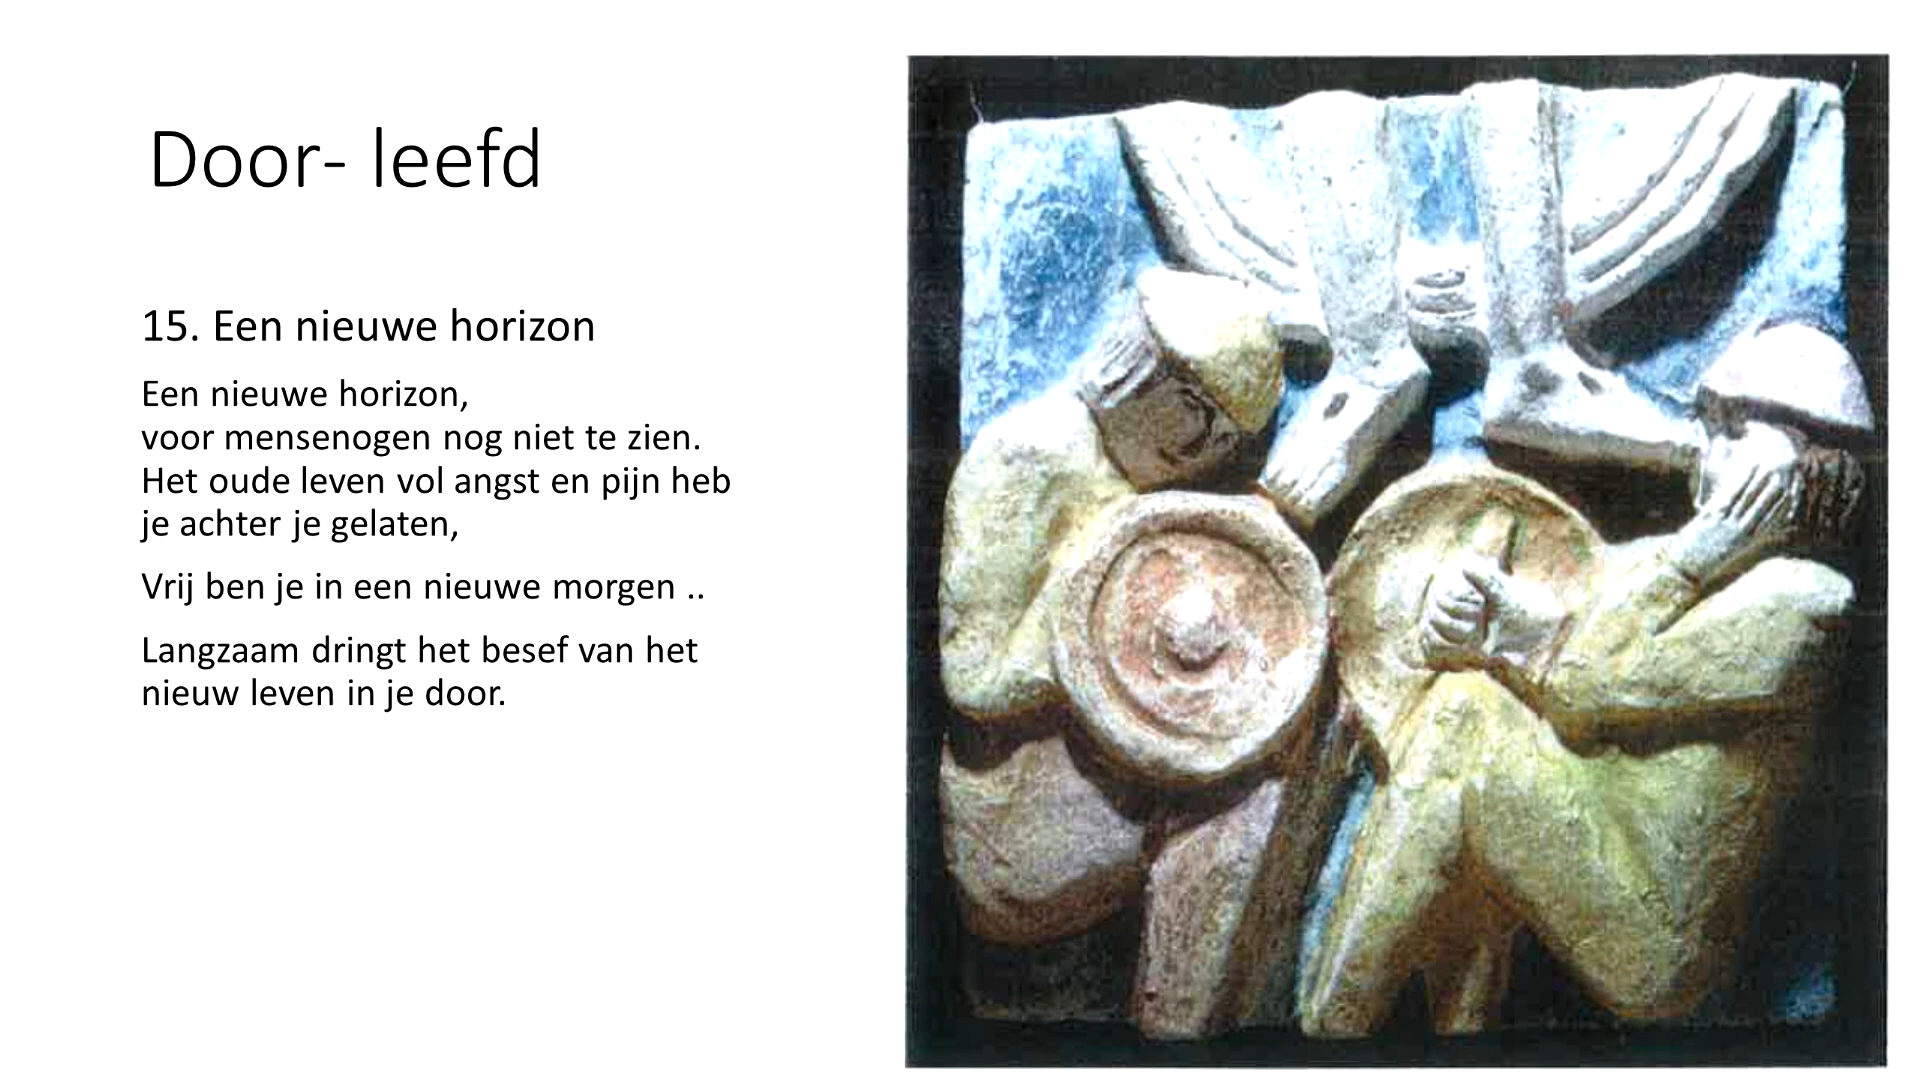 Door- leefd
15. Een nieuwe horizon
Een nieuwe horizon,
voor mensenogen nog niet te zien.
Het oude leven vol angst en pijn heb
je achter je gelaten,
Vrij ben je in een nieuwe morgen ..
Langzaam dringt het besef van het
nieuw leven in je door.